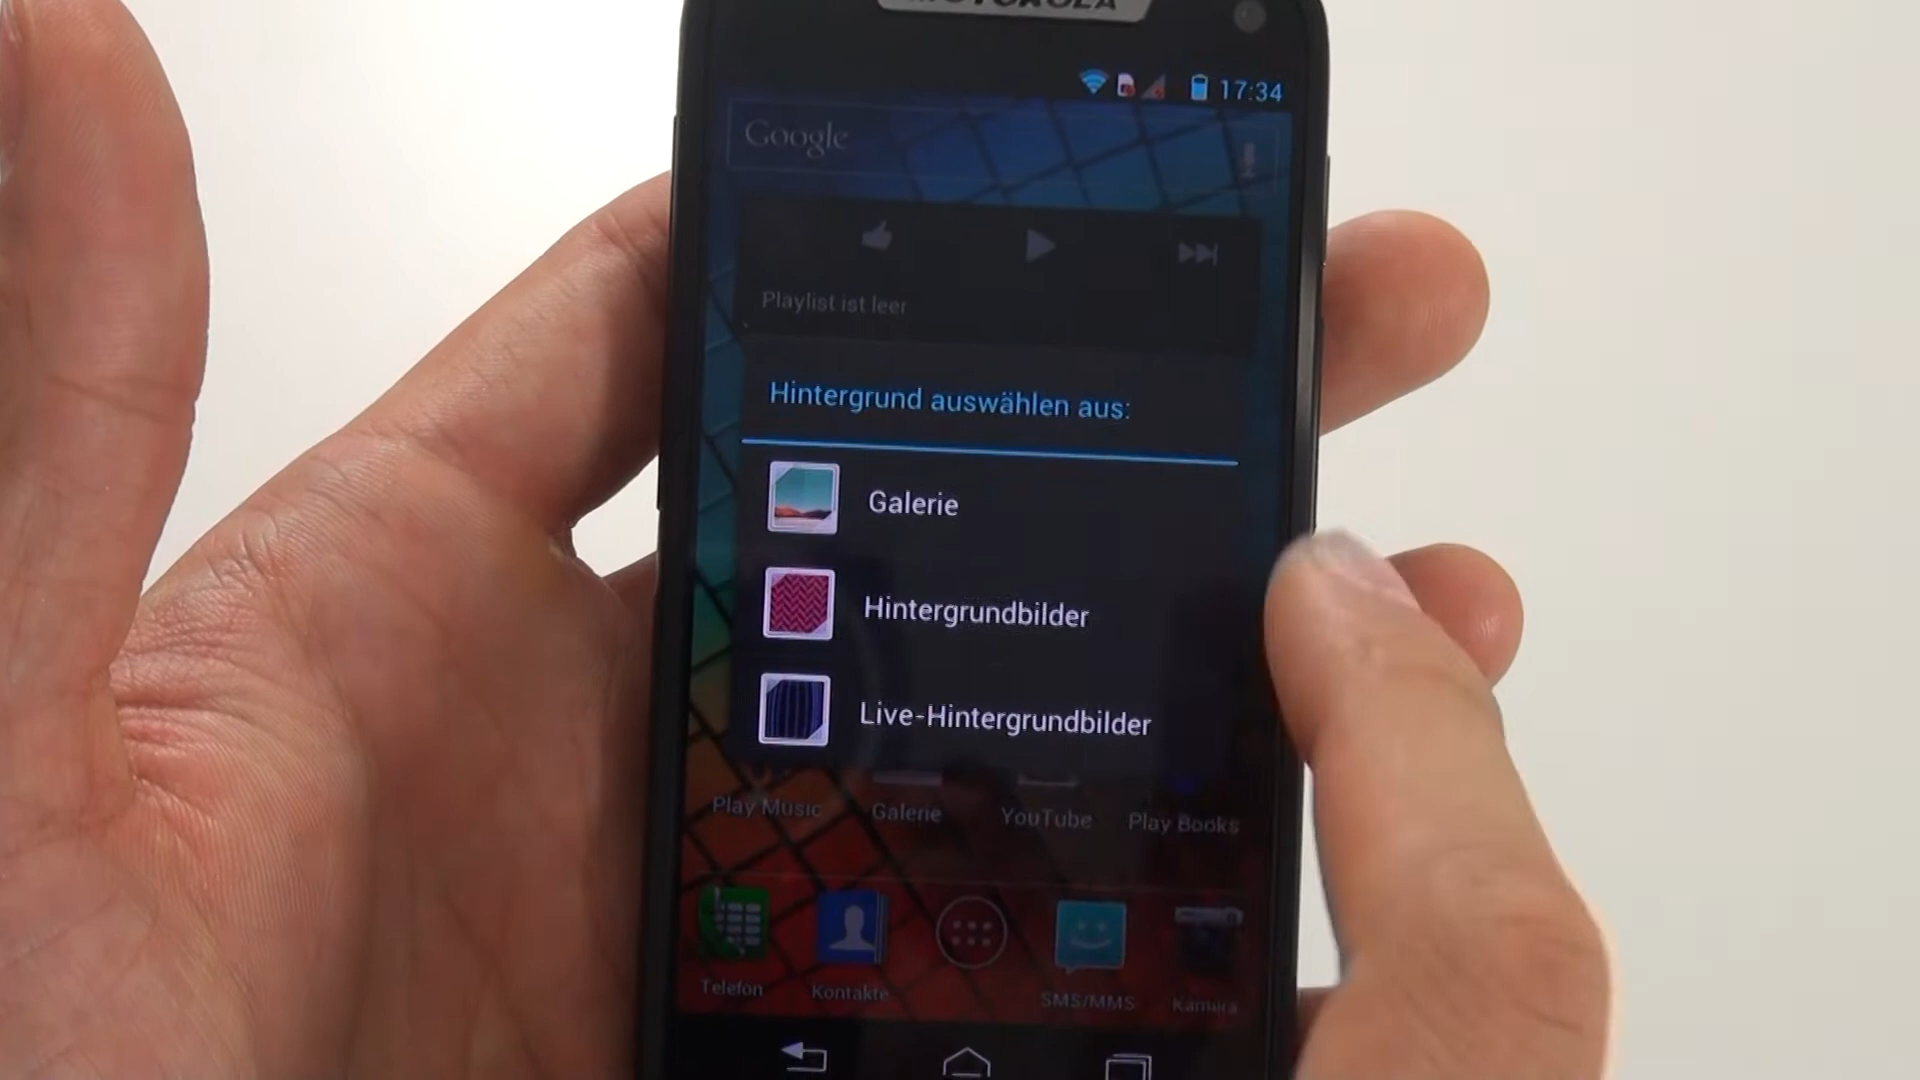 MOTOROLA
17:34
Google
Playlist ist leer
Hintergrund auswählen aus:
Galerie
Hintergrundbilder
Live-Hintergrundbilder
Play Music Galerie YouTube Play Books
Telefon Kontakte SMS/MMS Kamera